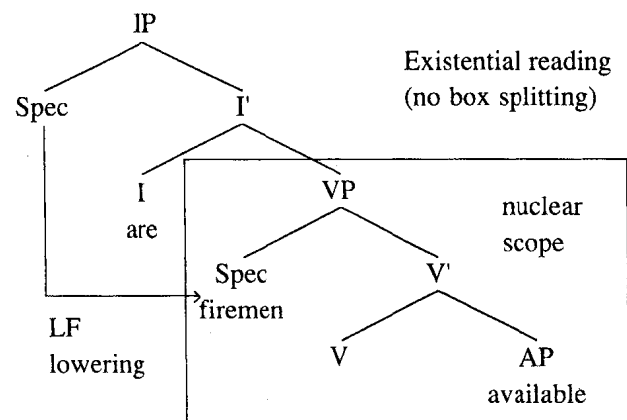 IP
Existential reading
(no box splitting)
Spec
I'
I
VP
are
nuclear
scope
Spec
V'
firemen
LF
lowering
V
AP
available